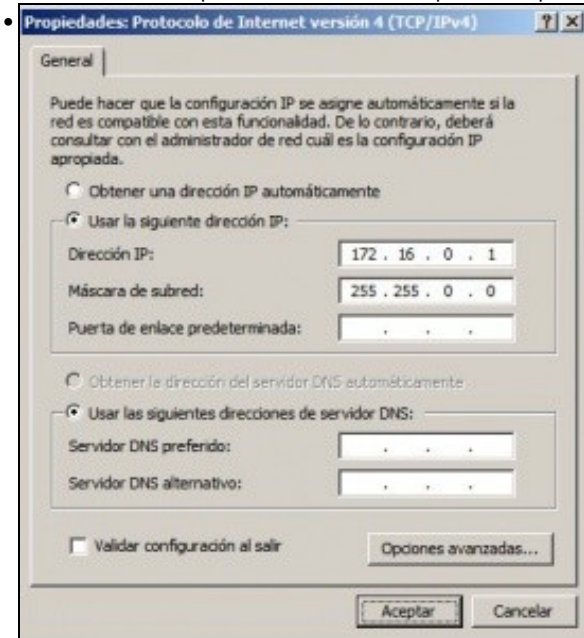 Propiedades: Protocolo de Internet versión 4 (TCP/IPv4)
General
Puede hacer que la configuración IP se asigne automáticamente si la
red es compatible con esta funcionalidad. De lo contrario, deberá
consultar con el administrador de red cuál es la configuración IP
apropiada.
Obtener una dirección IP automáticamente
Usar la siguiente dirección IP:
Dirección IP: 172 . 16 . 0 . 1
Máscara de subred: 255 . 255 . 0 . 0
Puerta de enlace predeterminada: . . .
Obtener la dirección del servidor DNS automáticamente
Usar las siguientes direcciones de servidor DNS:
Servidor DNS preferido: . . .
Servidor DNS alternativo: . . .
Validar configuración al salir
Opciones avanzadas...
Aceptar Cancelar